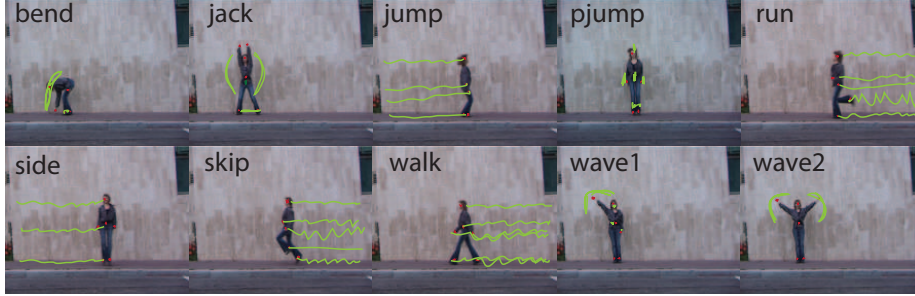 bend
jack
jump
pjump
run
side
skip
walk
wave1
wave2